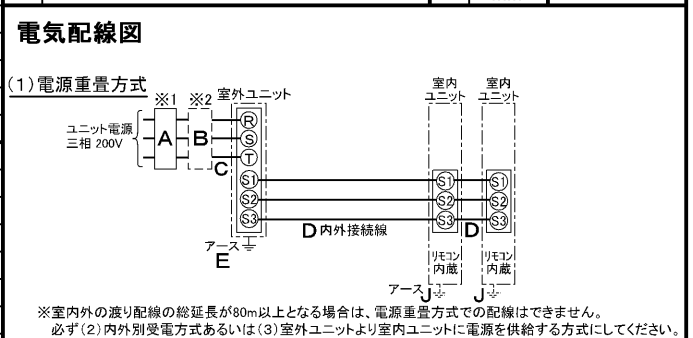 電気配線図
(1)電源重畳方式
※1 ※2 室外ユニット
室内 室内
ユニット ユニット
ユニット電源
三相 200V
A B C
R
S
T
S1 S1 S1
S2 S2 S2
S3 S3 S3
D内外接続線 D
アース
E
リモコン リモコン
内蔵 内蔵
アース J J
※室内外の渡り配線の総延長が80m以上となる場合は、電源重畳方式での配線はできません。
必ず(2)内外別受電方式あるいは(3)室外ユニットより室内ユニットに電源を供給する方式にしてください。